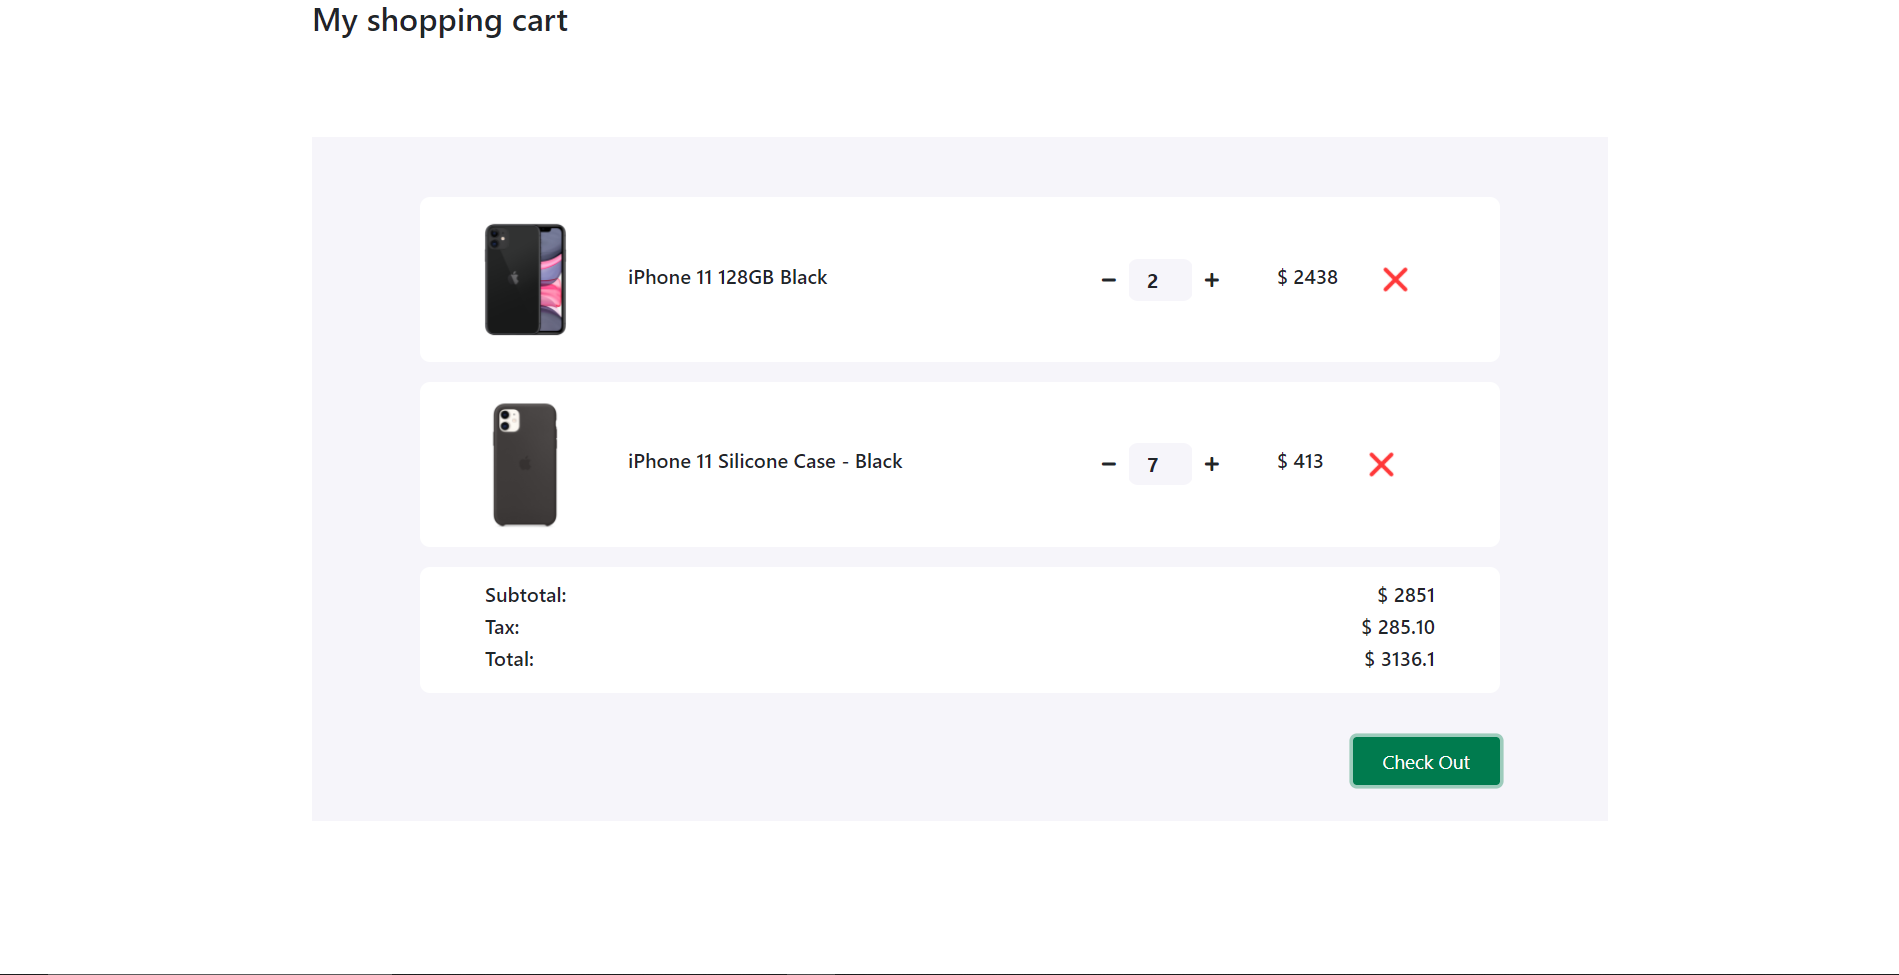 My shopping cart
iPhone 11 128GB Black
− 2 + $ 2438 ❌
iPhone 11 Silicone Case - Black
− 7 + $ 413 ❌
Subtotal: $ 2851
Tax: $ 285.10
Total: $ 3136.1
Check Out